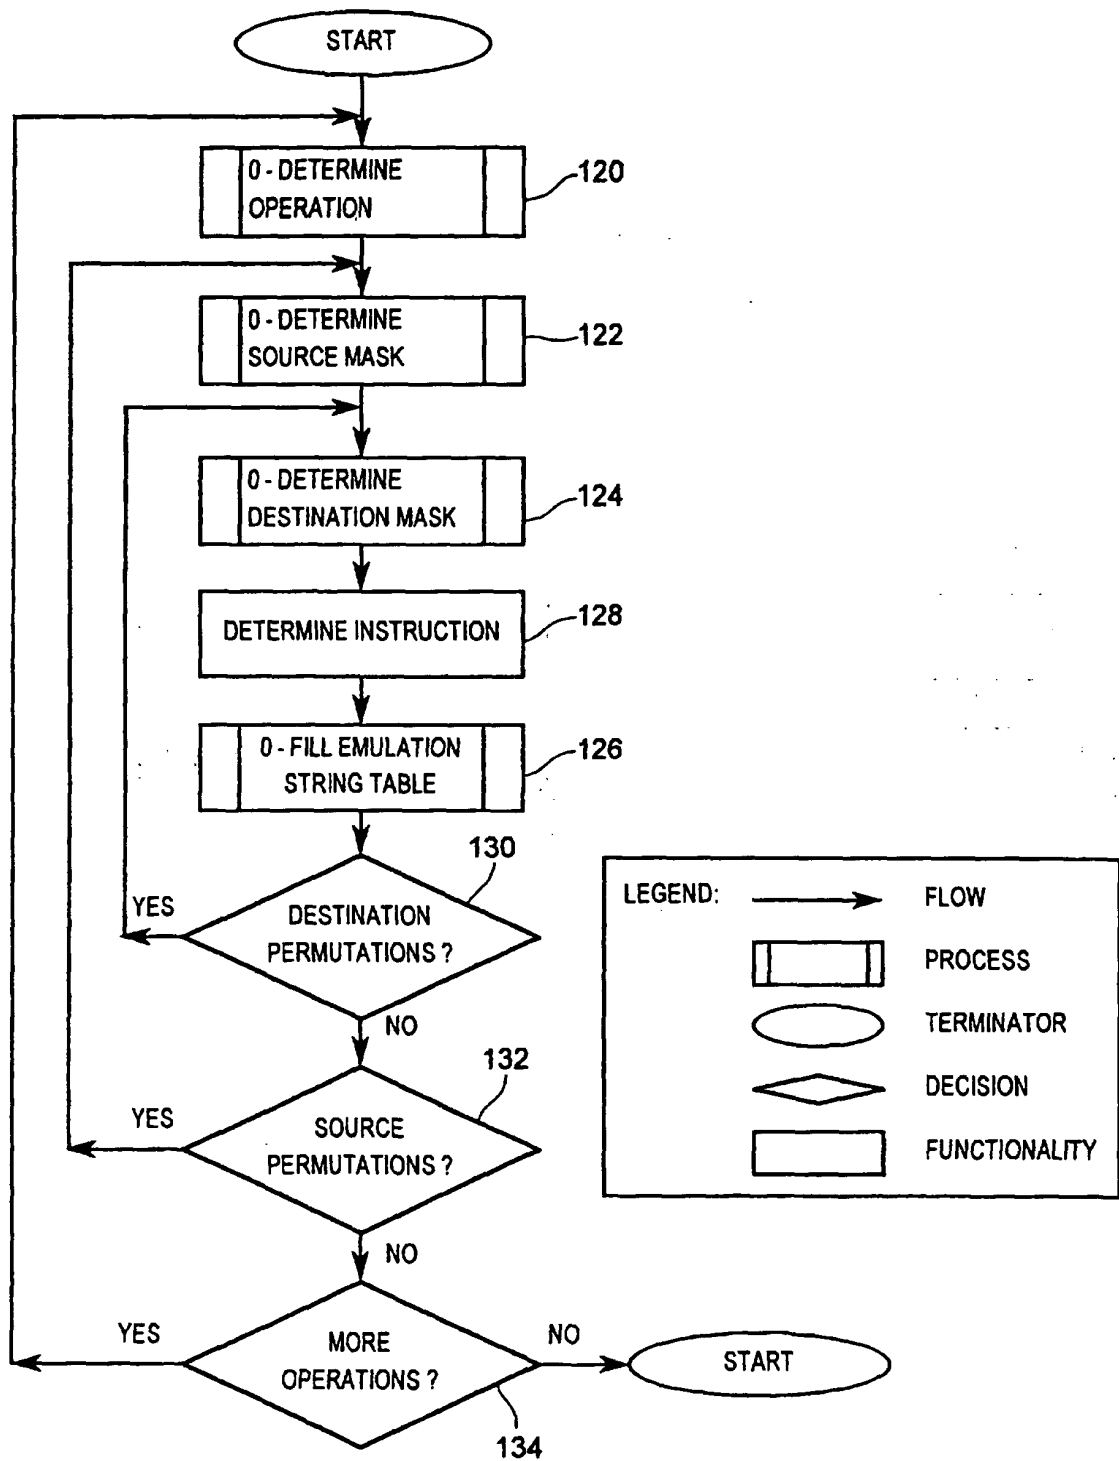 START
0 - DETERMINE
OPERATION
120
0 - DETERMINE
SOURCE MASK
122
0 - DETERMINE
DESTINATION MASK
124
DETERMINE INSTRUCTION
128
0 - FILL EMULATION
STRING TABLE
126
130
YES
DESTINATION
PERMUTATIONS ?
NO
132
YES
SOURCE
PERMUTATIONS ?
NO
YES
MORE
OPERATIONS ?
134
NO
START
LEGEND:
FLOW
PROCESS
TERMINATOR
DECISION
FUNCTIONALITY